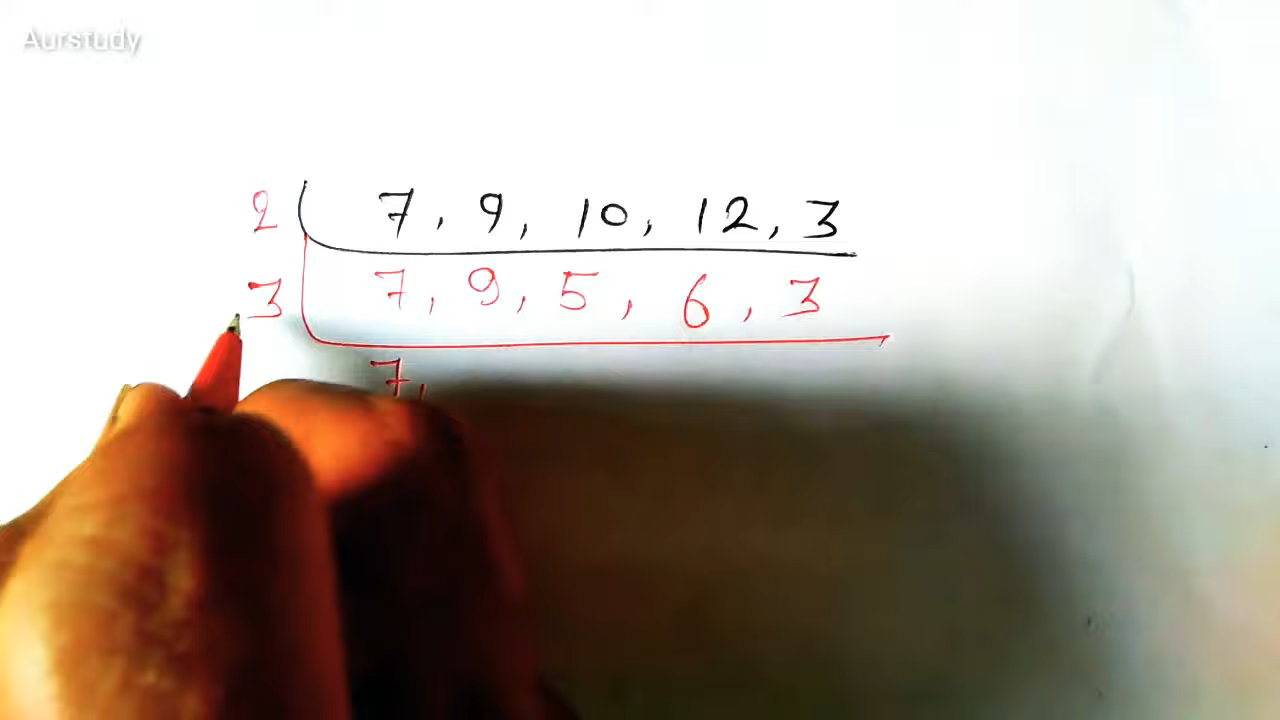 Aurstudy
2 7, 9, 10, 12, 3
3 7, 9, 5, 6, 3
7,